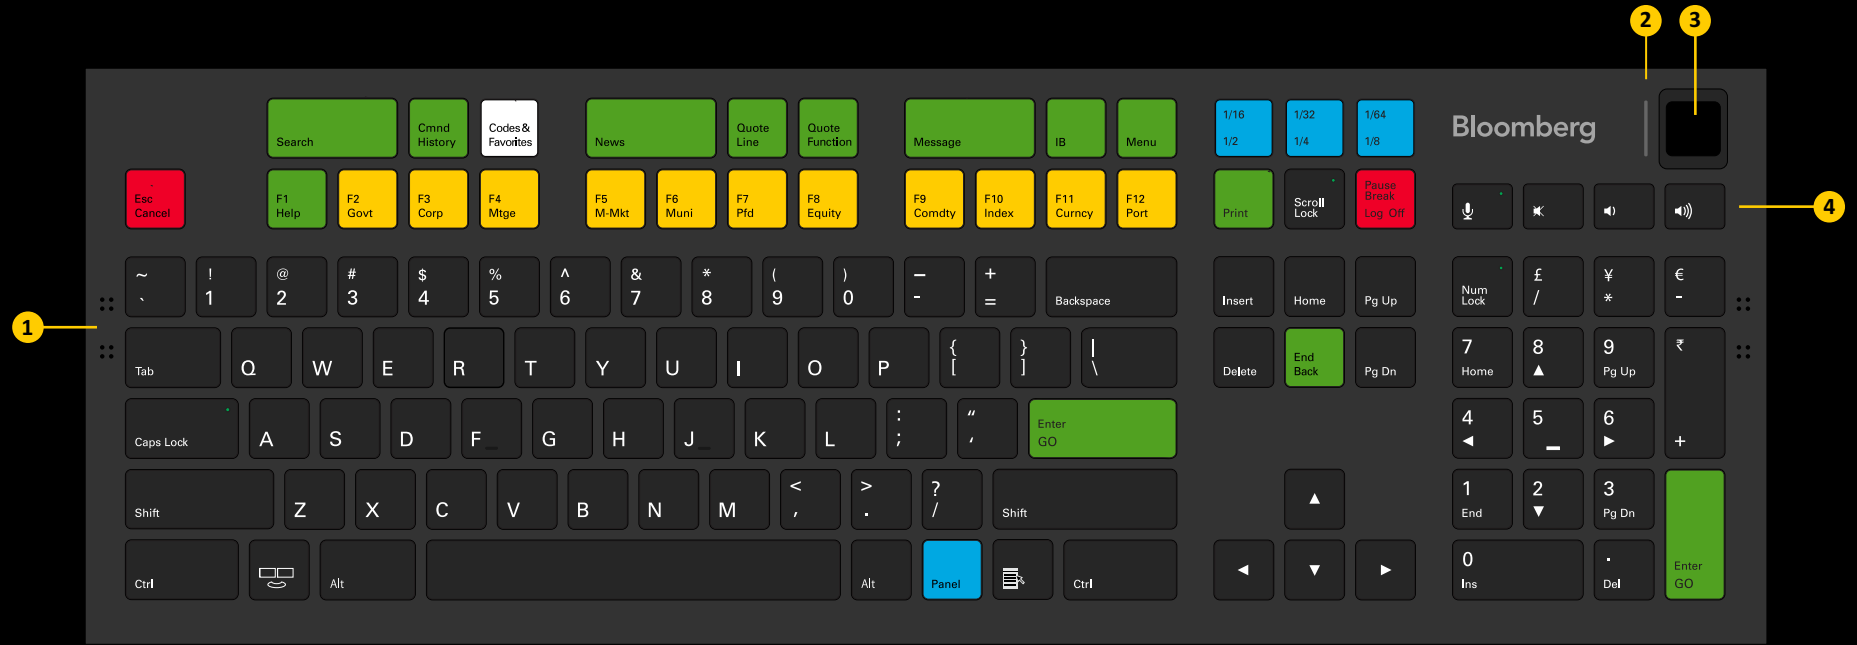 2 3
Search Cmnd History Codes & Favorites News Quote Line Quote Function Message IB Menu 1/16 1/2 1/32 1/4 1/64 1/8 Bloomberg
Esc Cancel F1 Help F2 Govt F3 Corp F4 Mtge F5 M-Mkt F6 Muni F7 Pfd F8 Equity F9 Comdty F10 Index F11 Curncy F12 Port Print Scroll Lock Pause Break Log Off 4
~ ` ! 1 @ 2 # 3 $ 4 % 5 ^ 6 & 7 * 8 ( 9 ) 0 – - + = Backspace Insert Home Pg Up Num Lock £ / ¥ * € -
1 Tab Q W E R T Y U I O P { [ } ] | \ Delete End Back Pg Dn 7 Home 8 ▲ 9 Pg Up ₹ +
Caps Lock A S D F_ G H J_ K L : ; “ ‘ Enter GO 4 ◄ 5 _ 6 ►
Shift Z X C V B N M < , > . ? / Shift ▲ 1 End 2 ▼ 3 Pg Dn Enter GO
Ctrl Alt Alt Panel Ctrl ◄ ▼ ► 0 Ins . Del